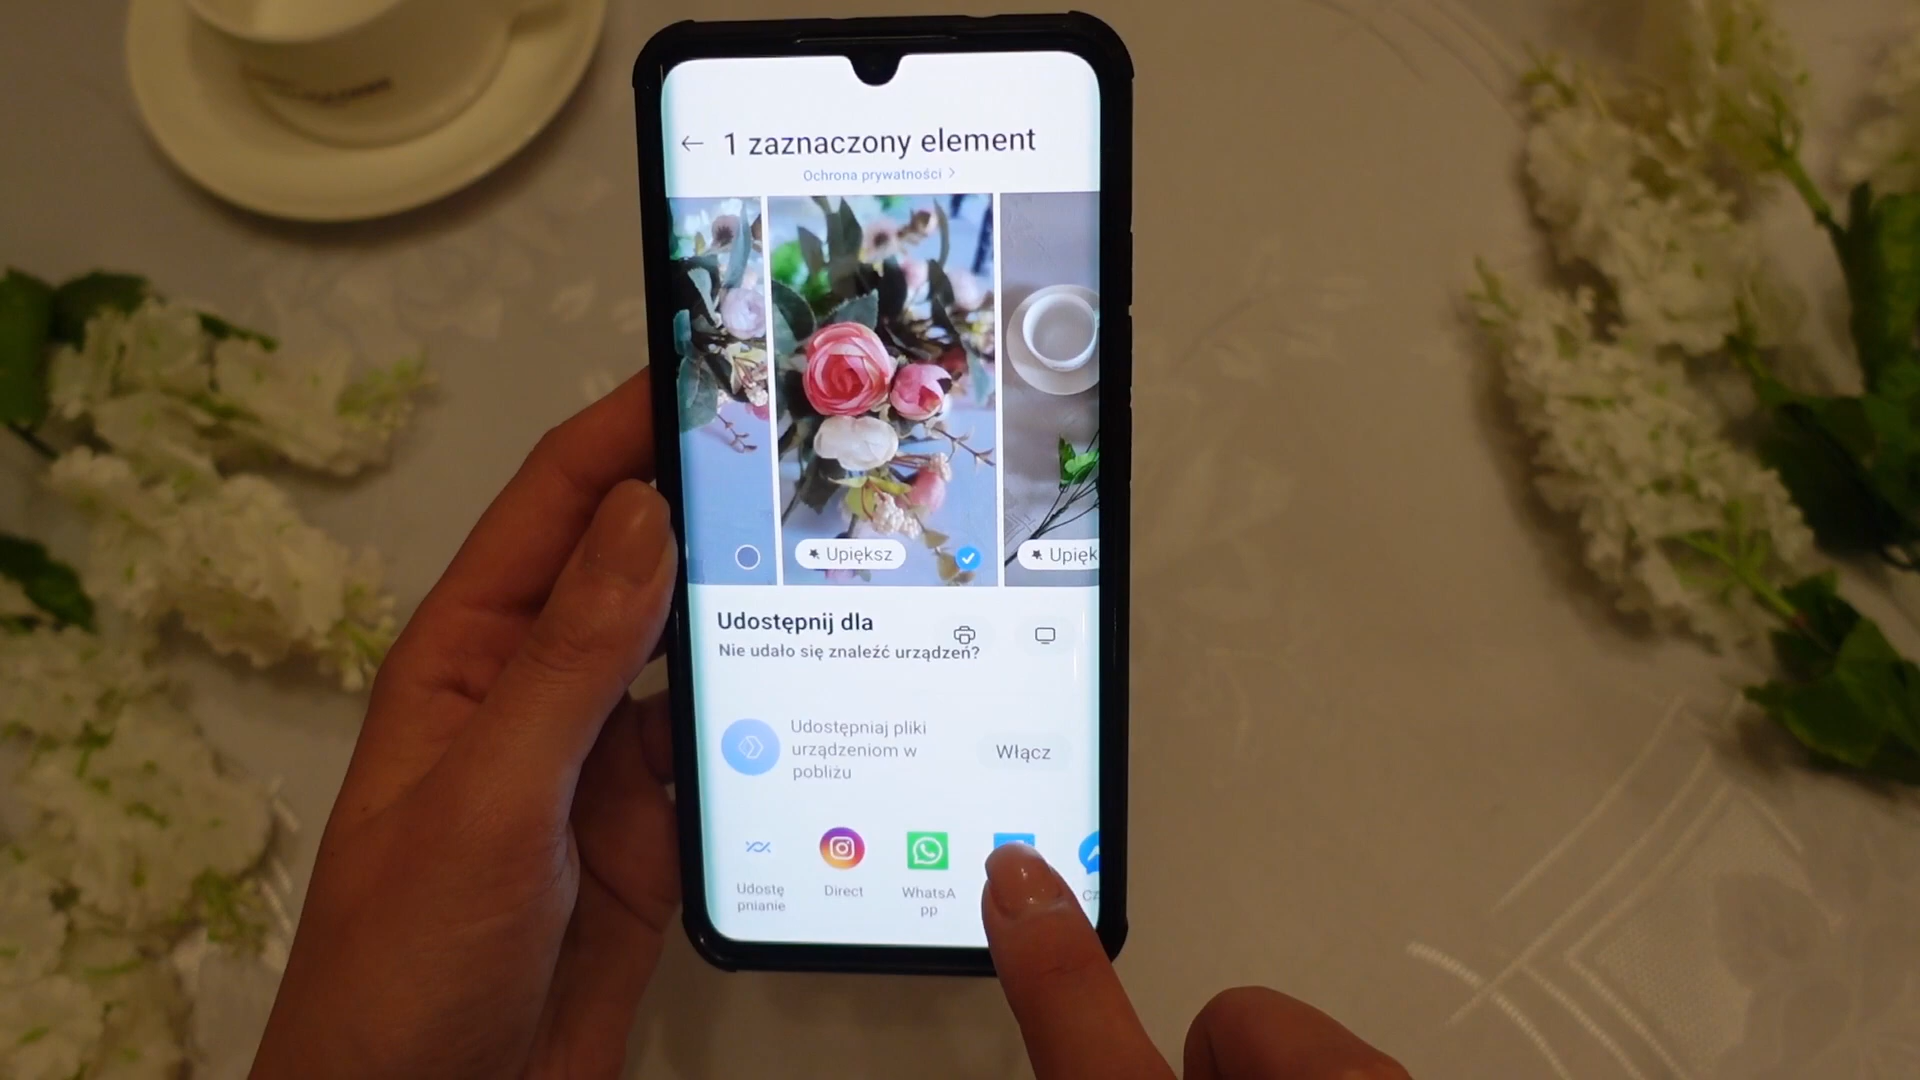 1 zaznaczony element
Ochrona prywatności
Upiększ
Upięk
Udostępnij dla
Nie udało się znaleźć urządzeń?
Udostępniaj pliki
urządzeniom w
pobliżu
Włącz
Udostę
pnianie
Direct
WhatsA
pp
Cz